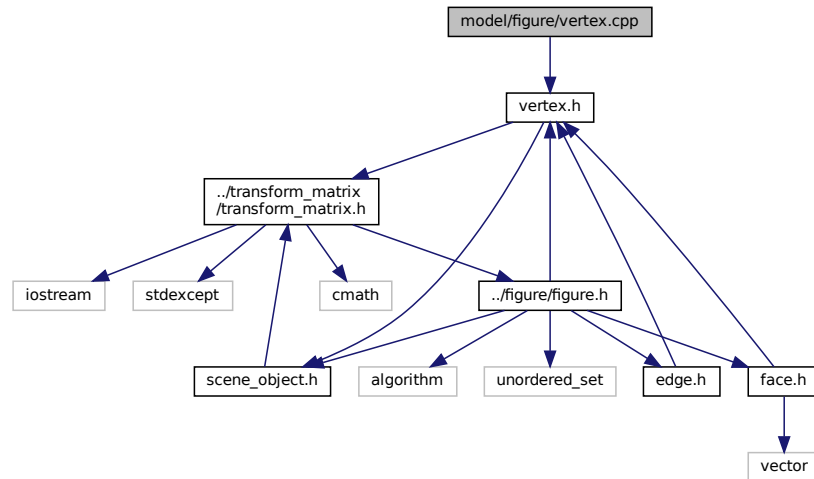 model/figure/vertex.cpp
vertex.h
../transform_matrix
/transform_matrix.h
iostream
stdexcept
cmath
../figure/figure.h
scene_object.h
algorithm
unordered_set
edge.h
face.h
vector